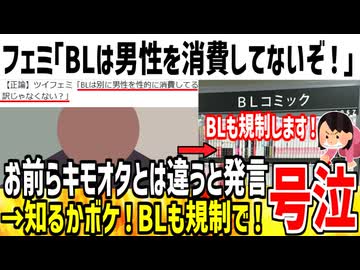 フェミ「BLは男性を消費してないぞ！」
【正論】ツイフェミ「BLは別に男性を性的に消費してる
訳じゃなくない？」
BLコミック
BLも規制します！
お前らキモオタとは違うと発言
→知るかボケ！BLも規制で！
号泣